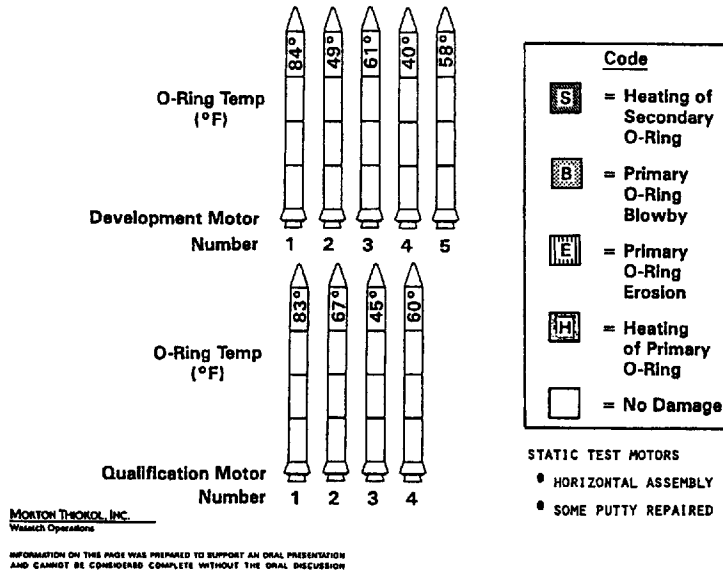 84° 49° 61° 40° 58°
O-Ring Temp
(°F)
Development Motor
Number 1 2 3 4 5
83° 67° 45° 60°
O-Ring Temp
(°F)
Qualification Motor
Number 1 2 3 4
Code
S = Heating of
Secondary
O-Ring
B = Primary
O-Ring
Blowby
E = Primary
O-Ring
Erosion
H = Heating
of Primary
O-Ring
= No Damage
STATIC TEST MOTORS
• HORIZONTAL ASSEMBLY
• SOME PUTTY REPAIRED
MORTON THIOKOL, INC.
Wasatch Operations
INFORMATION ON THIS PAGE WAS PREPARED TO SUPPORT AN ORAL PRESENTATION
AND CANNOT BE CONSIDERED COMPLETE WITHOUT THE ORAL DISCUSSION